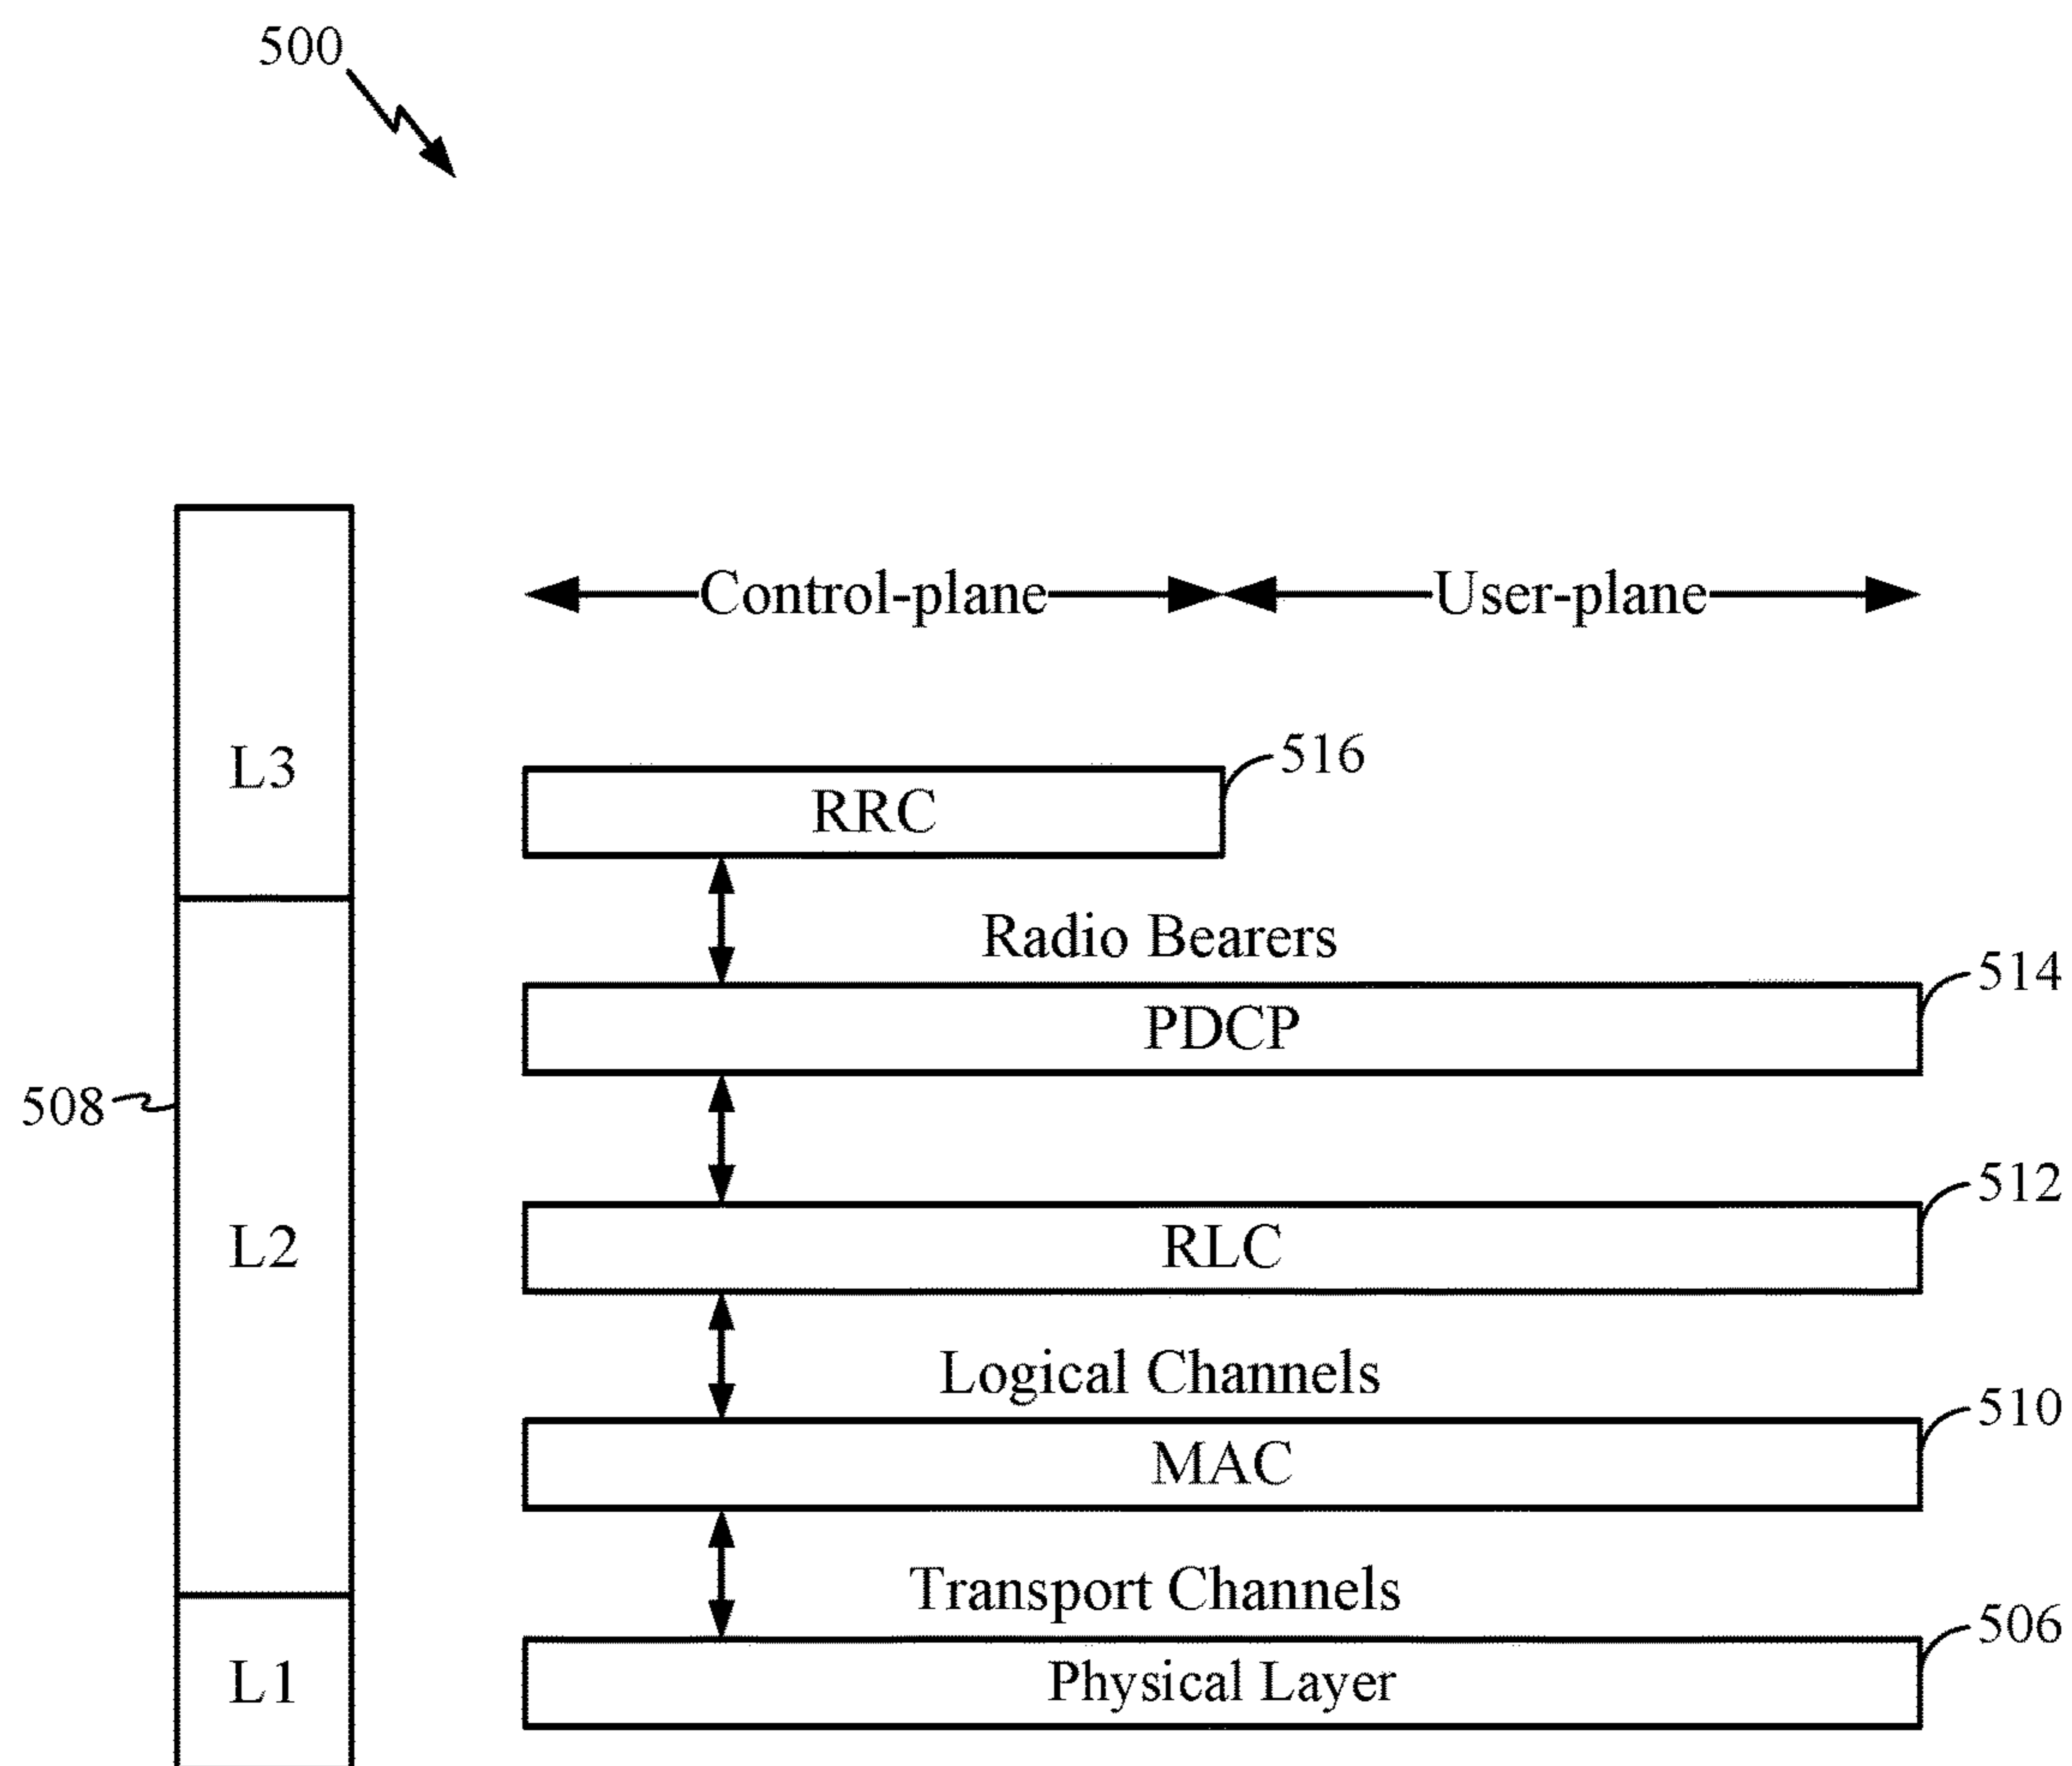 500
Control-plane User-plane
L3
516
RRC
Radio Bearers
514
PDCP
508
512
L2
RLC
Logical Channels
510
MAC
Transport Channels
506
L1
Physical Layer